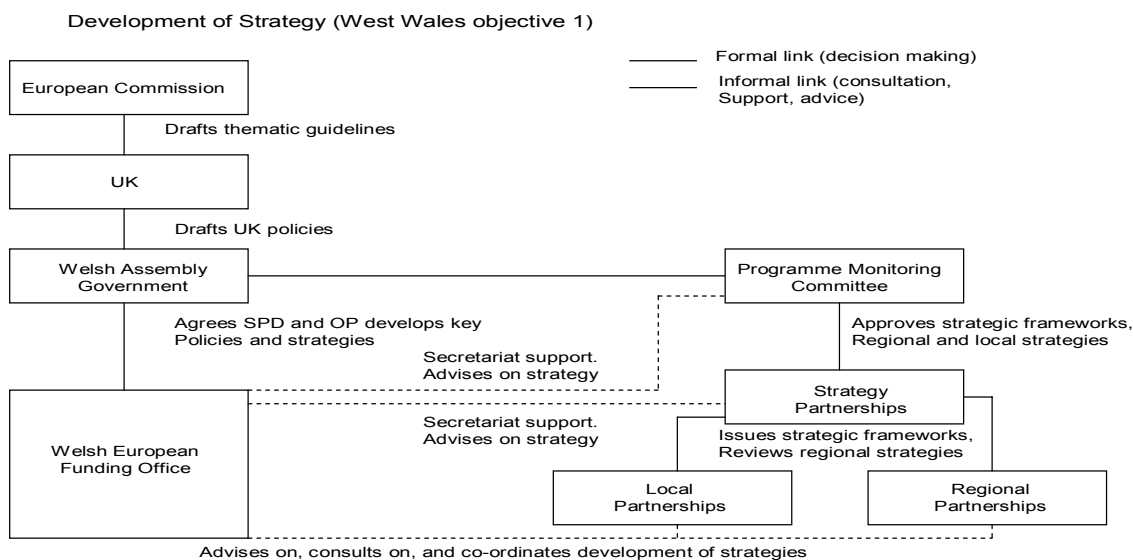 Development of Strategy (West Wales objective 1)
Formal link (decision making)
Informal link (consultation,
Support, advice)
European Commission
Drafts thematic guidelines
UK
Drafts UK policies
Welsh Assembly
Government
Programme Monitoring
Committee
Agrees SPD and OP develops key
Policies and strategies
Approves strategic frameworks,
Regional and local strategies
Secretariat support.
Advises on strategy
Strategy
Partnerships
Secretariat support.
Advises on strategy
Issues strategic frameworks,
Reviews regional strategies
Welsh European
Funding Office
Local
Partnerships
Regional
Partnerships
Advises on, consults on, and co-ordinates development of strategies